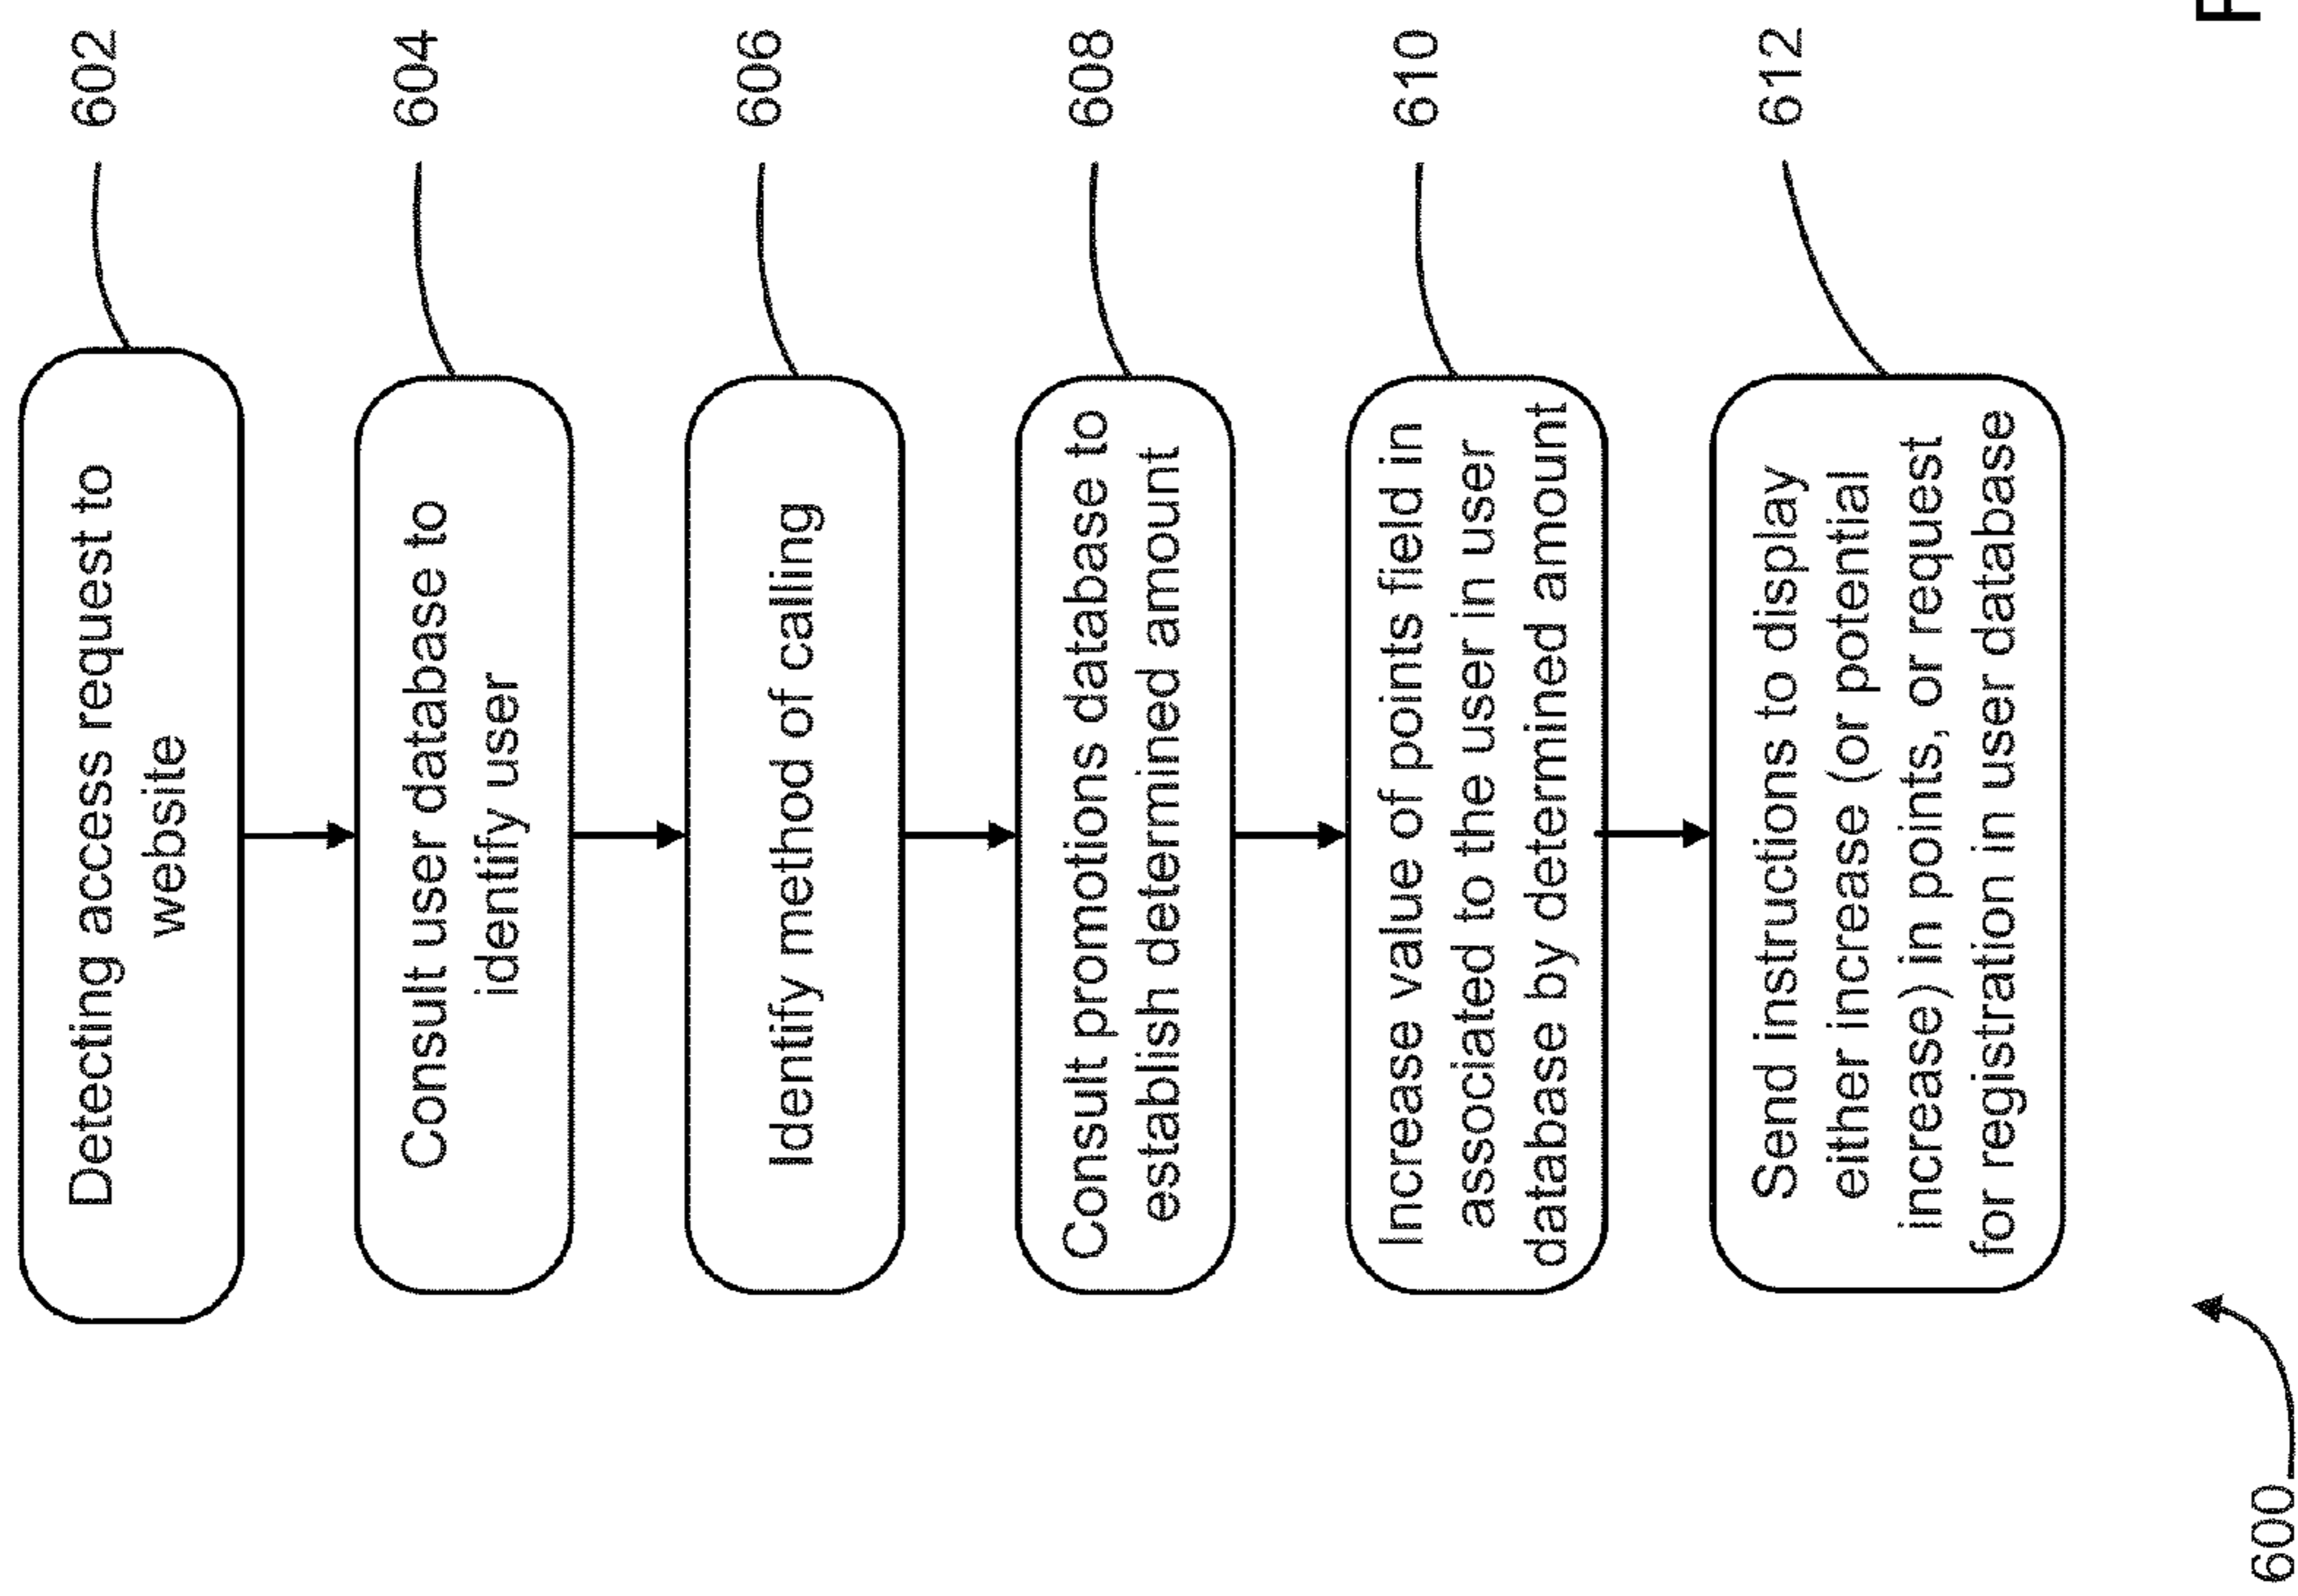 Detecting access request to
website
602
Consult user database to
identify user
604
Identify method of calling
606
Consult promotions database to
establish determined amount
608
Increase value of points field in
associated to the user in user
database by determined amount
610
Send instructions to display
either increase (or potential
increase) in points, or request
for registration in user database
612
600